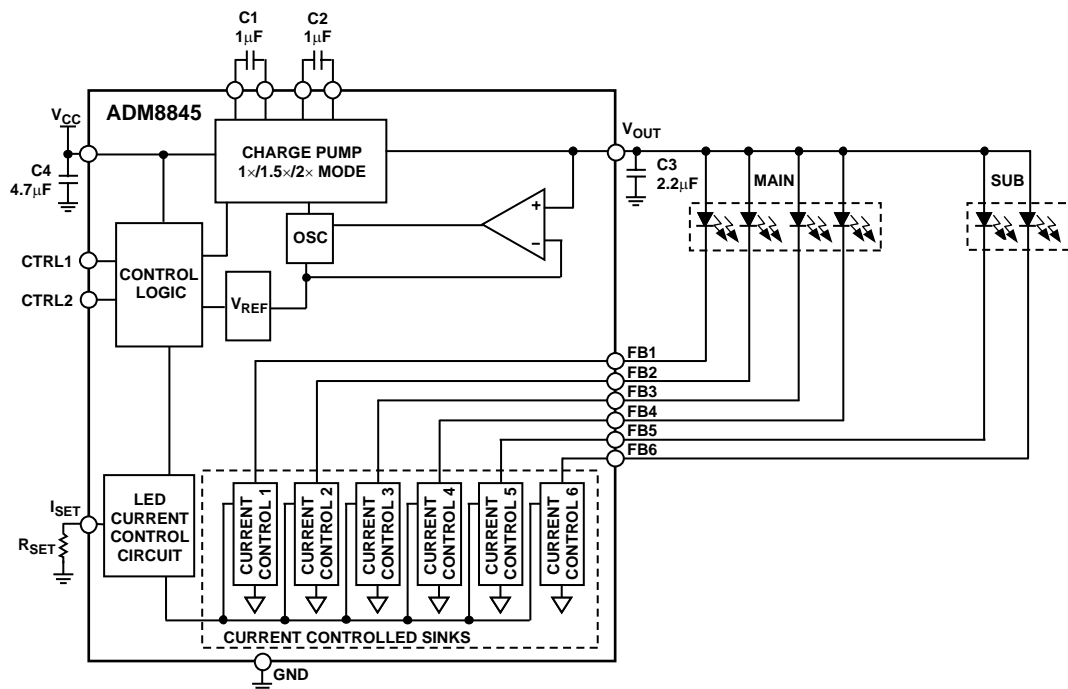 C1
1µF
C2
1µF
ADM8845
VCC
C4
4.7µF
CHARGE PUMP
1×/1.5×/2× MODE
VOUT
C3
2.2µF
MAIN
SUB
OSC
+
–
CTRL1
CTRL2
CONTROL
LOGIC
VREF
FB1
FB2
FB3
FB4
FB5
FB6
ISET
RSET
LED
CURRENT
CONTROL
CIRCUIT
CURRENT
CONTROL 1
CURRENT
CONTROL 2
CURRENT
CONTROL 3
CURRENT
CONTROL 4
CURRENT
CONTROL 5
CURRENT
CONTROL 6
CURRENT CONTROLLED SINKS
GND